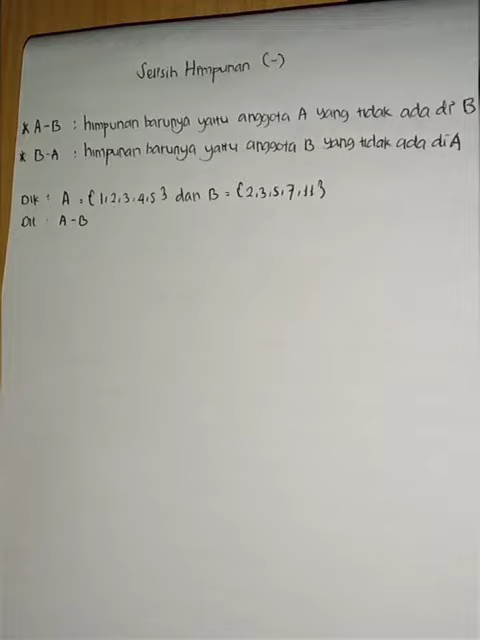 Selisih Himpunan (-)
* A-B : himpunan barunya yaitu anggota A yang tidak ada di B
* B-A : himpunan barunya yaitu anggota B yang tidak ada di A
Dik : A = {1,2,3,4,5} dan B = {2,3,5,7,11}
Dit : A-B